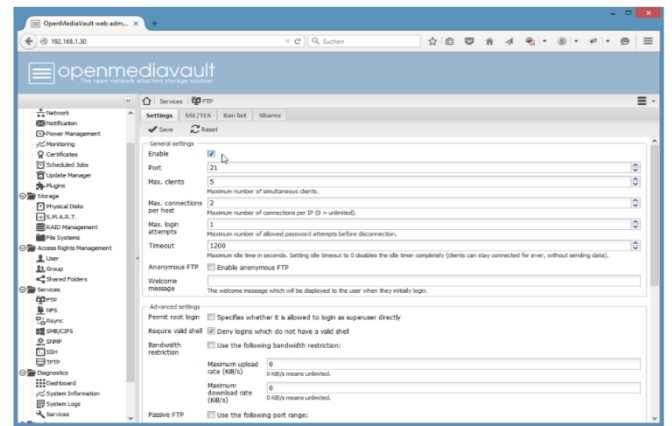 OpenMediaVault web adm...
192.168.1.30
Suchen
openmediavault
The open network attached storage solution
Services FTP
Network
Notification
Power Management
Monitoring
Certificates
Scheduled Jobs
Update Manager
Plugins
Storage
Physical Disks
S.M.A.R.T.
RAID Management
File Systems
Access Rights Management
User
Group
Shared Folders
Services
FTP
NFS
Rsync
SMB/CIFS
SNMP
SSH
TFTP
Diagnostics
Dashboard
System Information
System Logs
Services
Settings SSL/TLS Ban list Shares
Save Reset
General settings
Enable
Port 21
Max. clients 5
Maximum number of simultaneous clients.
Max. connections per host 2
Maximum number of connections per IP (0 = unlimited).
Max. login attempts 1
Maximum number of allowed password attempts before disconnection.
Timeout 1200
Maximum idle time in seconds. Setting idle timeout to 0 disables the idle timer completely (clients can stay connected for ever, without sending data).
Anonymous FTP Enable anonymous FTP
Welcome message
The welcome message which will be displayed to the user when they initially login.
Advanced settings
Permit root login Specifies whether it is allowed to login as superuser directly
Require valid shell Deny logins which do not have a valid shell
Bandwidth restriction Use the following bandwidth restriction:
Maximum upload rate (KiB/s) 0
0 KiB/s means unlimited.
Maximum download rate (KiB/s) 0
0 KiB/s means unlimited.
Passive FTP Use the following port range: